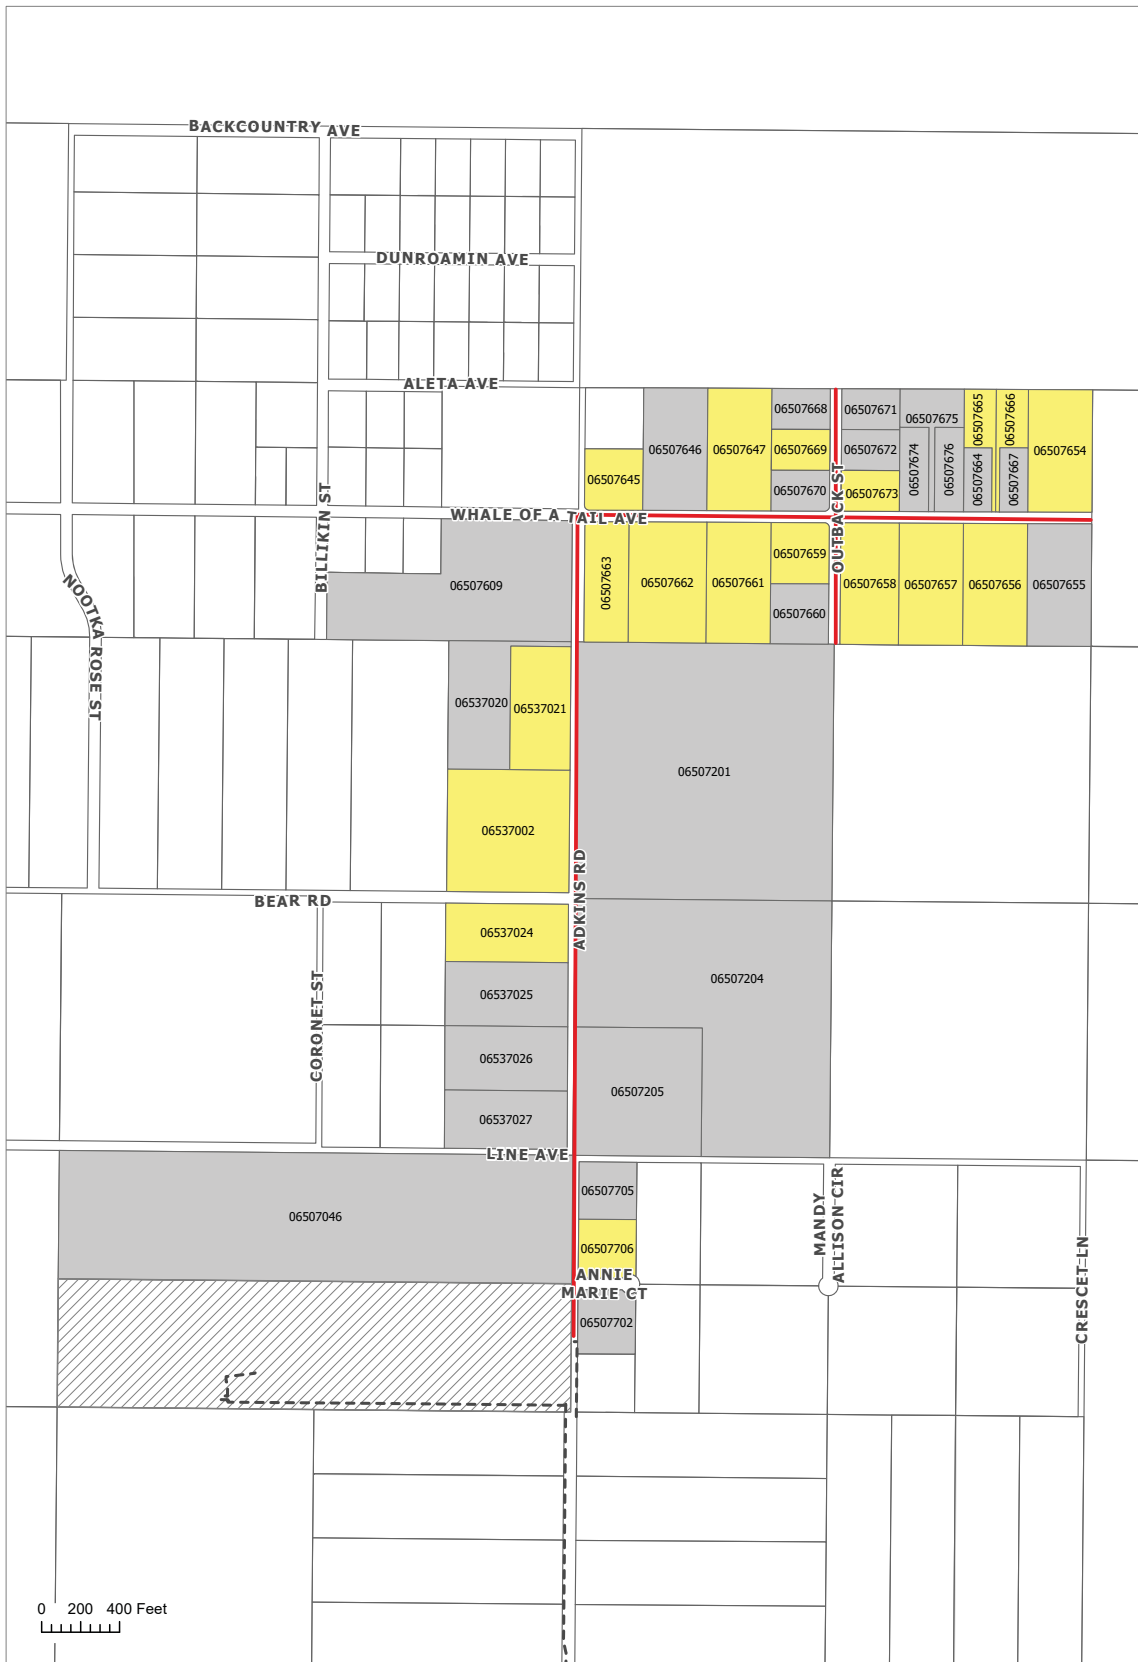 BACKCOUNTRY AVE
DUNROAMIN AVE
ALETA AVE
06507645
06507646
06507647
06507668
06507669
06507670
06507671
06507672
06507673
06507675
06507674
06507676
06507665
06507664
06507666
06507667
06507654
WHALE OF A TAIL AVE
OUTBACK ST
BILLIKIN ST
NOOTKA ROSE ST
06507609
06507663
06507662
06507661
06507659
06507660
06507658
06507657
06507656
06507655
06537020
06537021
06507201
06537002
ADKINS RD
BEAR RD
06537024
06537025
06507204
CORONET ST
06537026
06507205
06537027
LINE AVE
06507705
06507046
06507706
MANDY
ALLISON CIR
CRESCET LN
ANNIE
MARIE CT
06507702
0 200 400 Feet